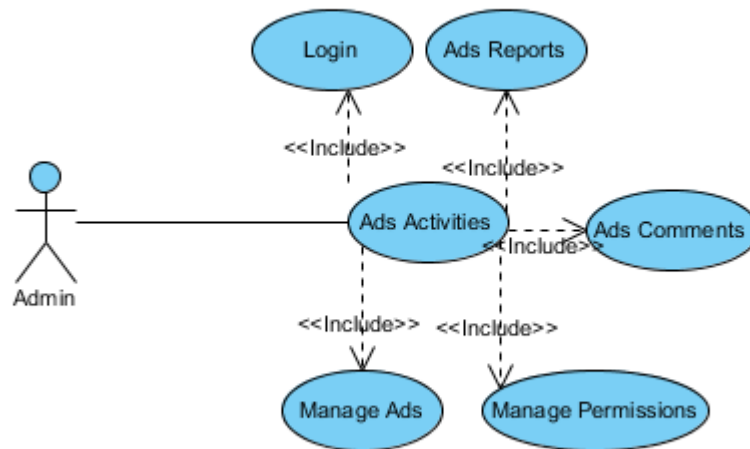 Login
Ads Reports
<<Include>>
<<Include>>
Ads Activities
Ads Comments
<<Include>>
Admin
<<Include>>
<<Include>>
Manage Ads
Manage Permissions